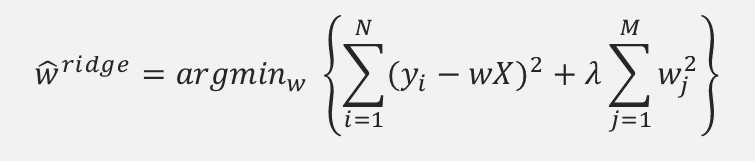 ŵ^{ridge} = argmin_w { ∑_{i=1}^{N} (y_i − wX)^2 + λ ∑_{j=1}^{M} w_j^2 }